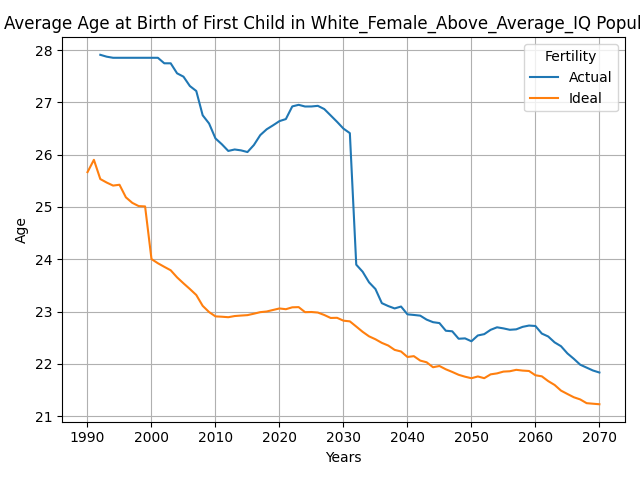 Average Age at Birth of First Child in White_Female_Above_Average_IQ Popul
Fertility
Actual
Ideal
28
27
26
25
24
23
22
21
Age
1990 2000 2010 2020 2030 2040 2050 2060 2070
Years